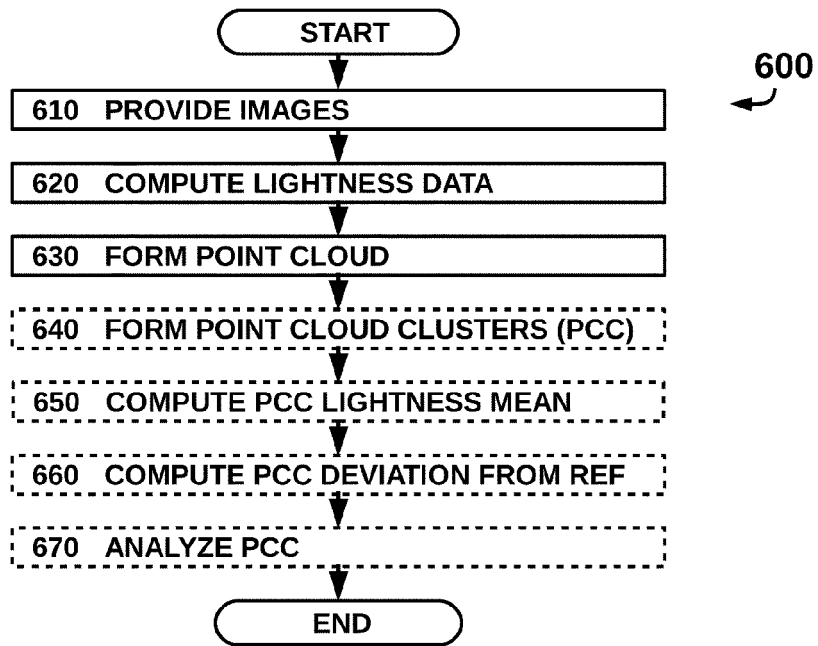 START
600
610 PROVIDE IMAGES
620 COMPUTE LIGHTNESS DATA
630 FORM POINT CLOUD
640 FORM POINT CLOUD CLUSTERS (PCC)
650 COMPUTE PCC LIGHTNESS MEAN
660 COMPUTE PCC DEVIATION FROM REF
670 ANALYZE PCC
END